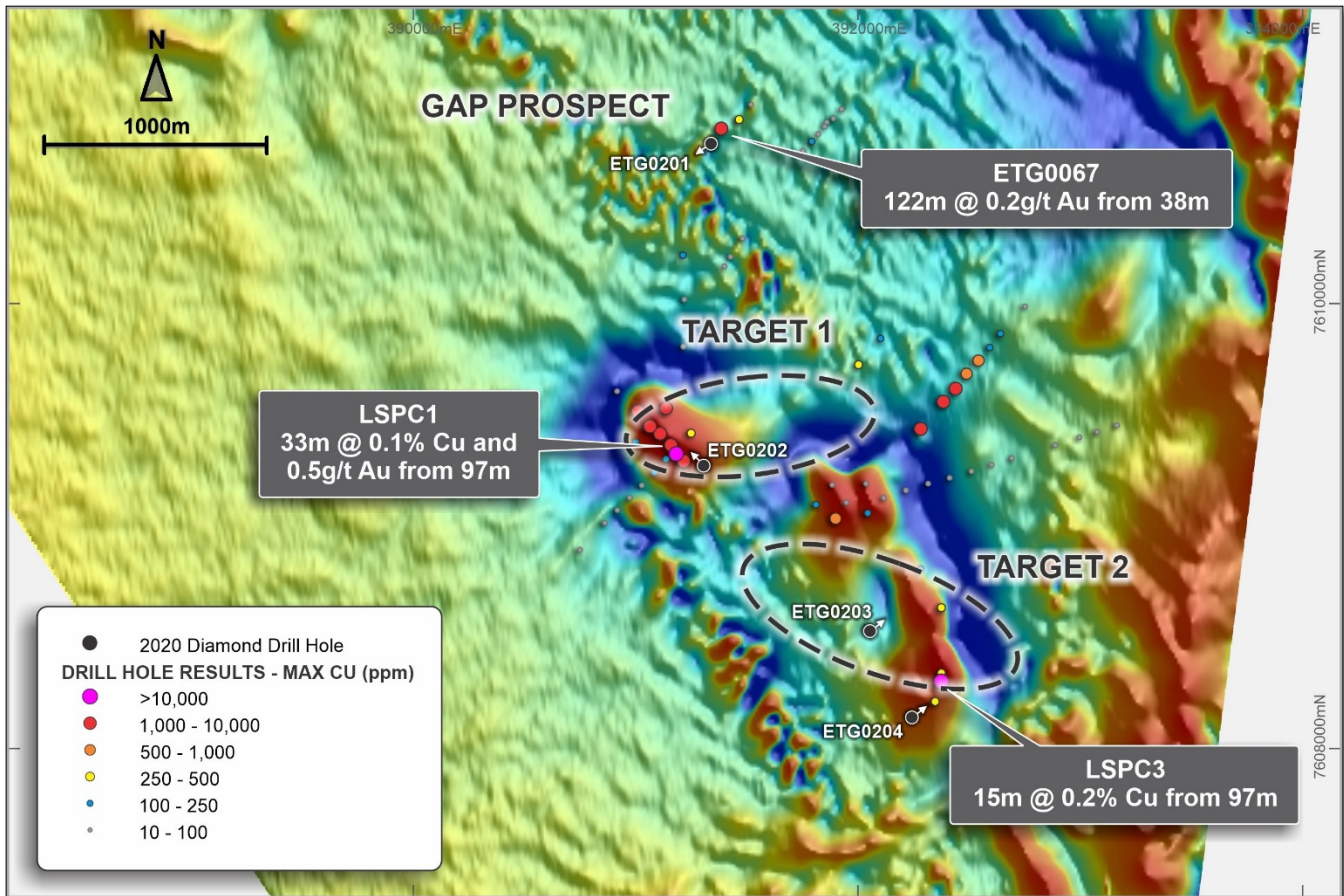 390000mE
392000mE
N
1000m
GAP PROSPECT
ETG0201
ETG0067
122m @ 0.2g/t Au from 38m
7610000mN
TARGET 1
LSPC1
33m @ 0.1% Cu and
0.5g/t Au from 97m
ETG0202
TARGET 2
ETG0203
ETG0204
7608000mN
LSPC3
15m @ 0.2% Cu from 97m
2020 Diamond Drill Hole
DRILL HOLE RESULTS - MAX CU (ppm)
>10,000
1,000 - 10,000
500 - 1,000
250 - 500
100 - 250
10 - 100